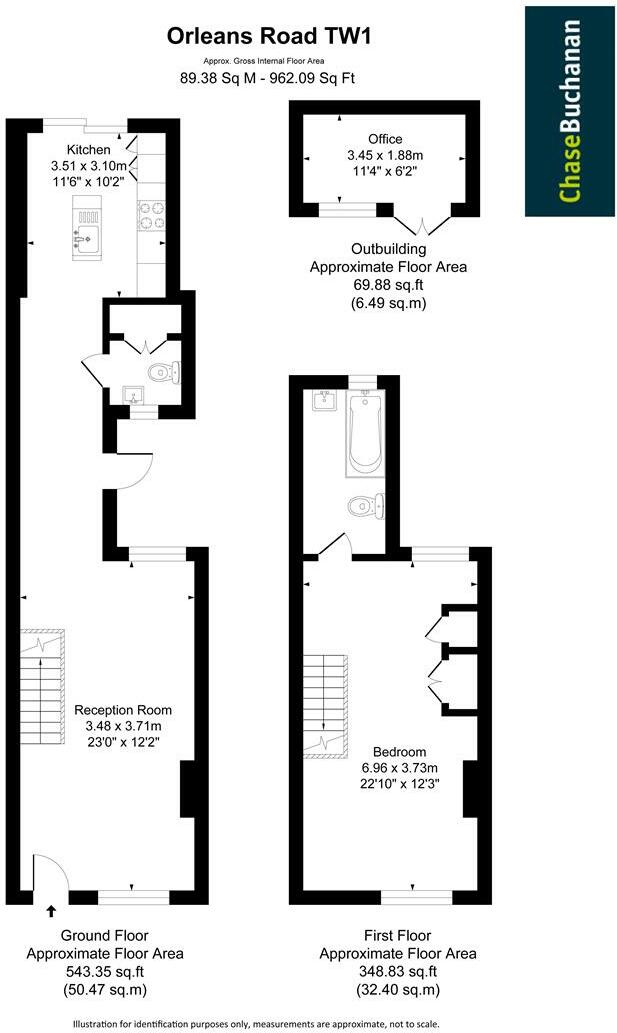 Orleans Road TW1
Approx. Gross Internal Floor Area
89.38 Sq M - 962.09 Sq Ft
ChaseBuchanan
Kitchen
3.51 x 3.10m
11'6" x 10'2"
Office
3.45 x 1.88m
11'4" x 6'2"
Outbuilding
Approximate Floor Area
69.88 sq.ft
(6.49 sq.m)
Reception Room
3.48 x 3.71m
23'0" x 12'2"
Bedroom
6.96 x 3.73m
22'10" x 12'3"
Ground Floor
Approximate Floor Area
543.35 sq.ft
(50.47 sq.m)
First Floor
Approximate Floor Area
348.83 sq.ft
(32.40 sq.m)
Illustration for identification purposes only, measurements are approximate, not to scale.